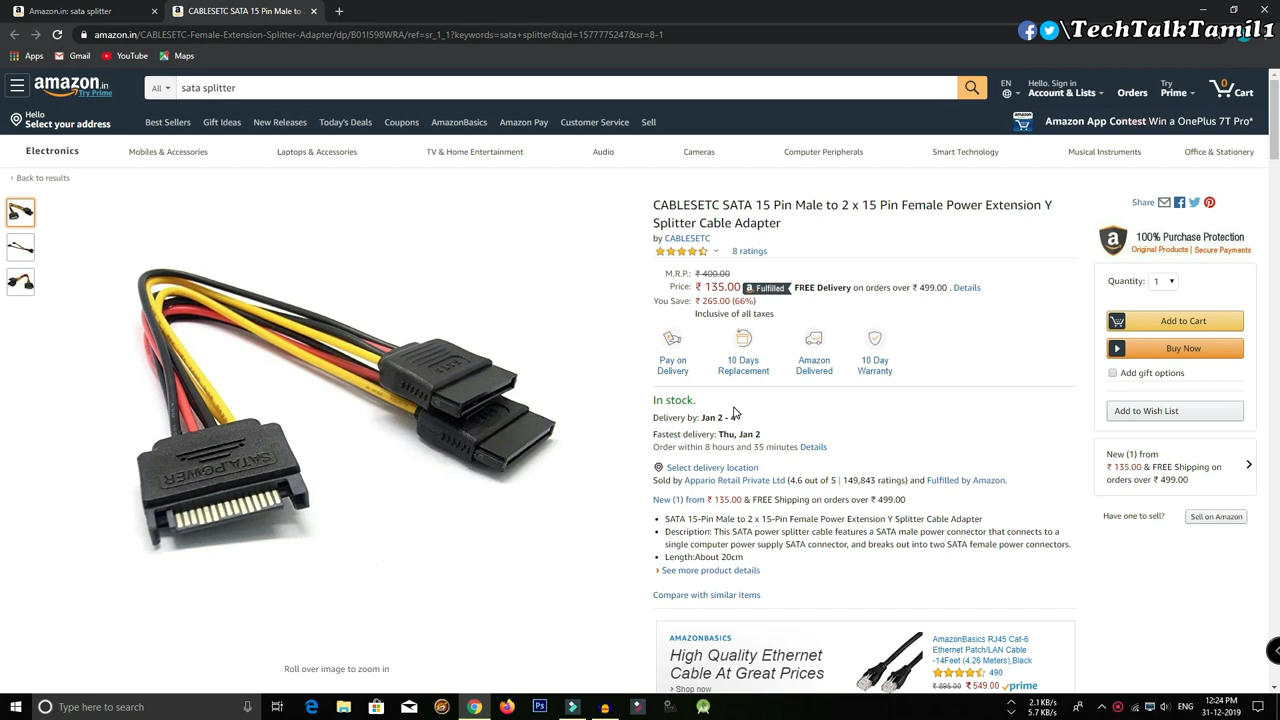 Amazon.in: sata splitter
CABLESETC SATA 15 Pin Male to
amazon.in/CABLESETC-Female-Extension-Splitter-Adapter/dp/B01IS98WRA/ref=sr_1_1?keywords=sata+splitter&qid=1577775247&sr=8-1
\TechTalkTamil1
Apps Gmail YouTube Maps
amazon.in
Try Prime
All
sata splitter
EN
Hello. Sign in
Account & Lists
Orders
Try
Prime
0
Cart
Hello
Select your address
Best Sellers Gift Ideas New Releases Today's Deals Coupons AmazonBasics Amazon Pay Customer Service Sell
Amazon App Contest Win a OnePlus 7T Pro*
Electronics Mobiles & Accessories Laptops & Accessories TV & Home Entertainment Audio Cameras Computer Peripherals Smart Technology Musical Instruments Office & Stationery
‹ Back to results
CABLESETC SATA 15 Pin Male to 2 x 15 Pin Female Power Extension Y
Splitter Cable Adapter
by CABLESETC
8 ratings
M.R.P.: ₹ 400.00
Price: ₹ 135.00 Fulfilled FREE Delivery on orders over ₹ 499.00 . Details
You Save: ₹ 265.00 (66%)
Inclusive of all taxes
Pay on
Delivery
10 Days
Replacement
Amazon
Delivered
10 Day
Warranty
In stock.
Delivery by: Jan 2 - 4
Fastest delivery: Thu, Jan 2
Order within 8 hours and 35 minutes Details
Select delivery location
Sold by Appario Retail Private Ltd (4.6 out of 5 | 149,843 ratings) and Fulfilled by Amazon.
New (1) from ₹ 135.00 & FREE Shipping on orders over ₹ 499.00
• SATA 15-Pin Male to 2 x 15-Pin Female Power Extension Y Splitter Cable Adapter
• Description: This SATA power splitter cable features a SATA male power connector that connects to a
single computer power supply SATA connector, and breaks out into two SATA female power connectors.
• Length:About 20cm
› See more product details
Compare with similar items
AMAZONBASICS
High Quality Ethernet
Cable At Great Prices
› Shop now
AmazonBasics RJ45 Cat-6
Ethernet Patch/LAN Cable
-14Feet (4.26 Meters),Black
490
₹ 895.00 ₹ 549.00 prime
Share
100% Purchase Protection
Original Products | Secure Payments
Quantity: 1
Add to Cart
Buy Now
Add gift options
Add to Wish List
New (1) from
₹ 135.00 & FREE Shipping on
orders over ₹ 499.00
Have one to sell? Sell on Amazon
SATA POWER
Roll over image to zoom in
Type here to search
2.1KB/s
5.7 KB/s
ENG
12:24 PM
31-12-2019